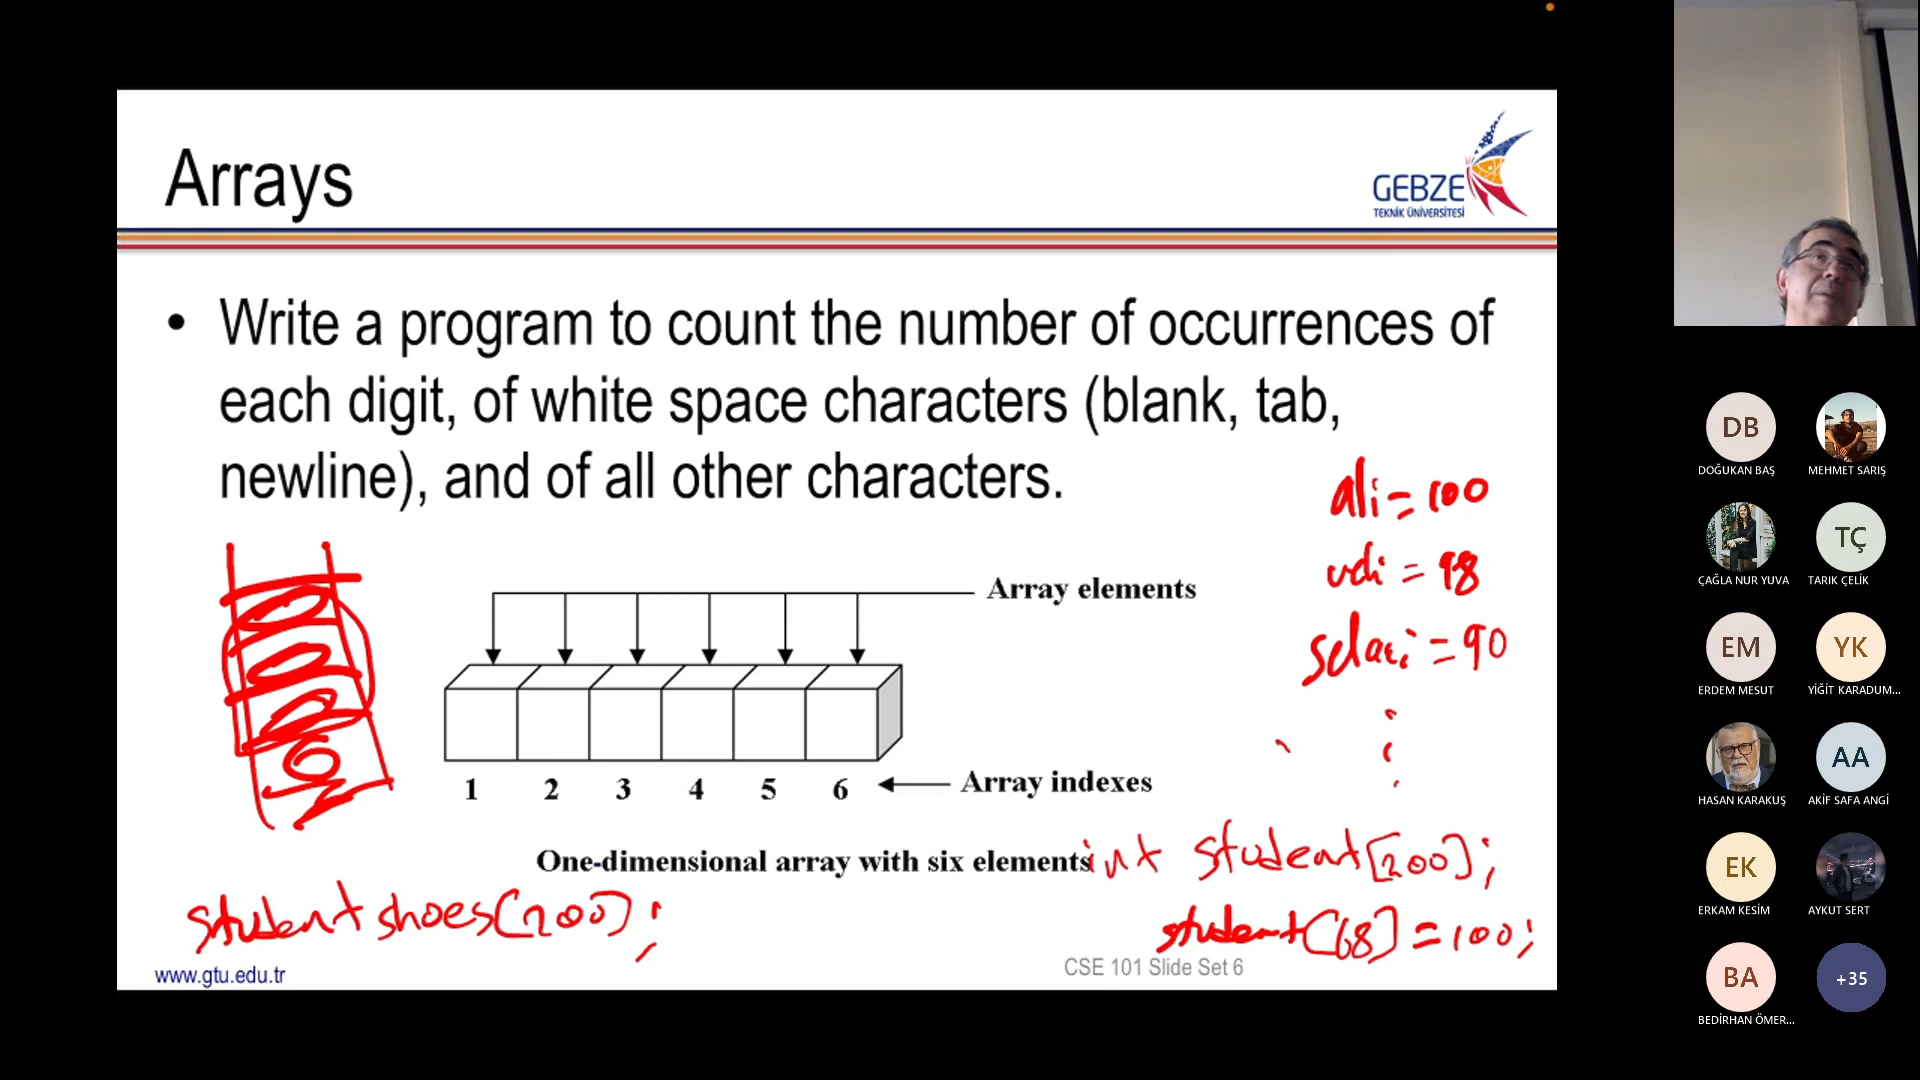 Arrays
GEBZE
TEKNİK ÜNİVERSİTESİ
• Write a program to count the number of occurrences of
each digit, of white space characters (blank, tab,
newline), and of all other characters.
ali = 100
veli = 98
selami = 90
Array elements
1 2 3 4 5 6
Array indexes
One-dimensional array with six elements
int student[200];
student shoes[200];
student[68] = 100;
www.gtu.edu.tr
CSE 101 Slide Set 6
DB
DOĞUKAN BAŞ
MEHMET SARIŞ
ÇAĞLA NUR YUVA
TÇ
TARIK ÇELİK
EM
ERDEM MESUT
YK
YİĞİT KARADUM...
HASAN KARAKUŞ
AA
AKİF SAFA ANGİ
EK
ERKAM KESİM
AYKUT SERT
BA
BEDİRHAN ÖMER...
+35